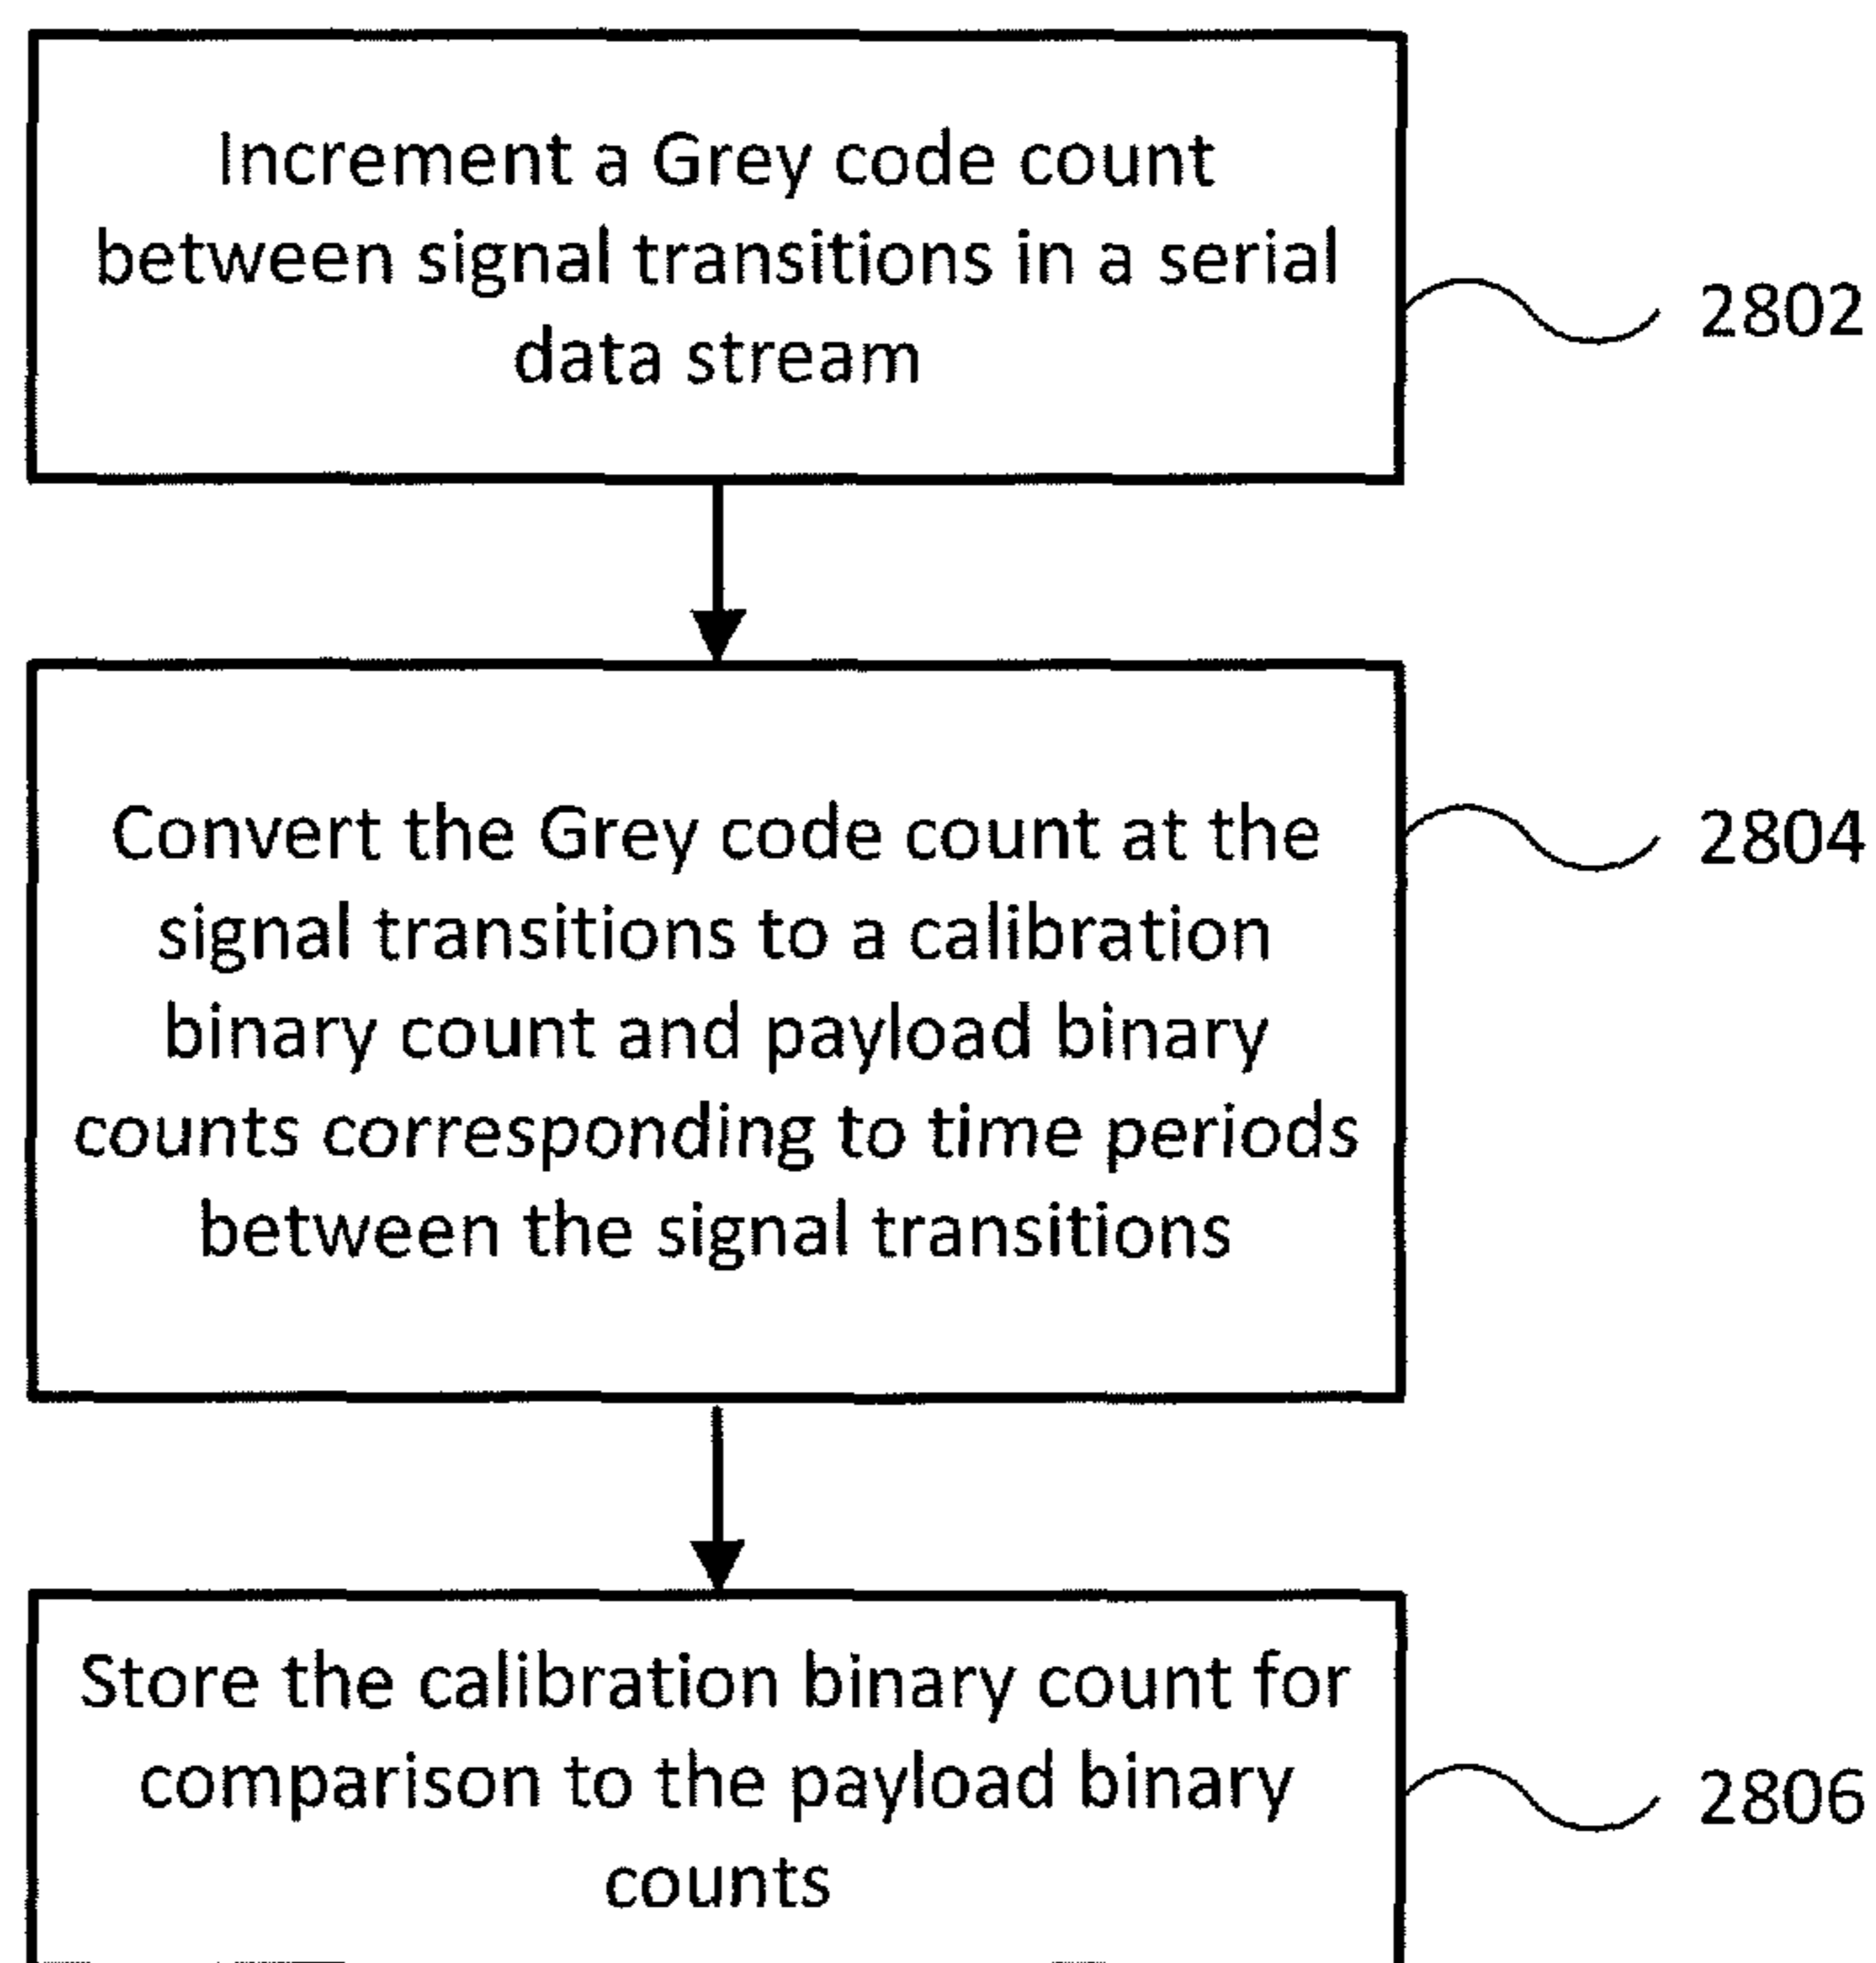 Increment a Grey code count
between signal transitions in a serial
data stream
2802
Convert the Grey code count at the
signal transitions to a calibration
binary count and payload binary
counts corresponding to time periods
between the signal transitions
2804
Store the calibration binary count for
comparison to the payload binary
counts
2806